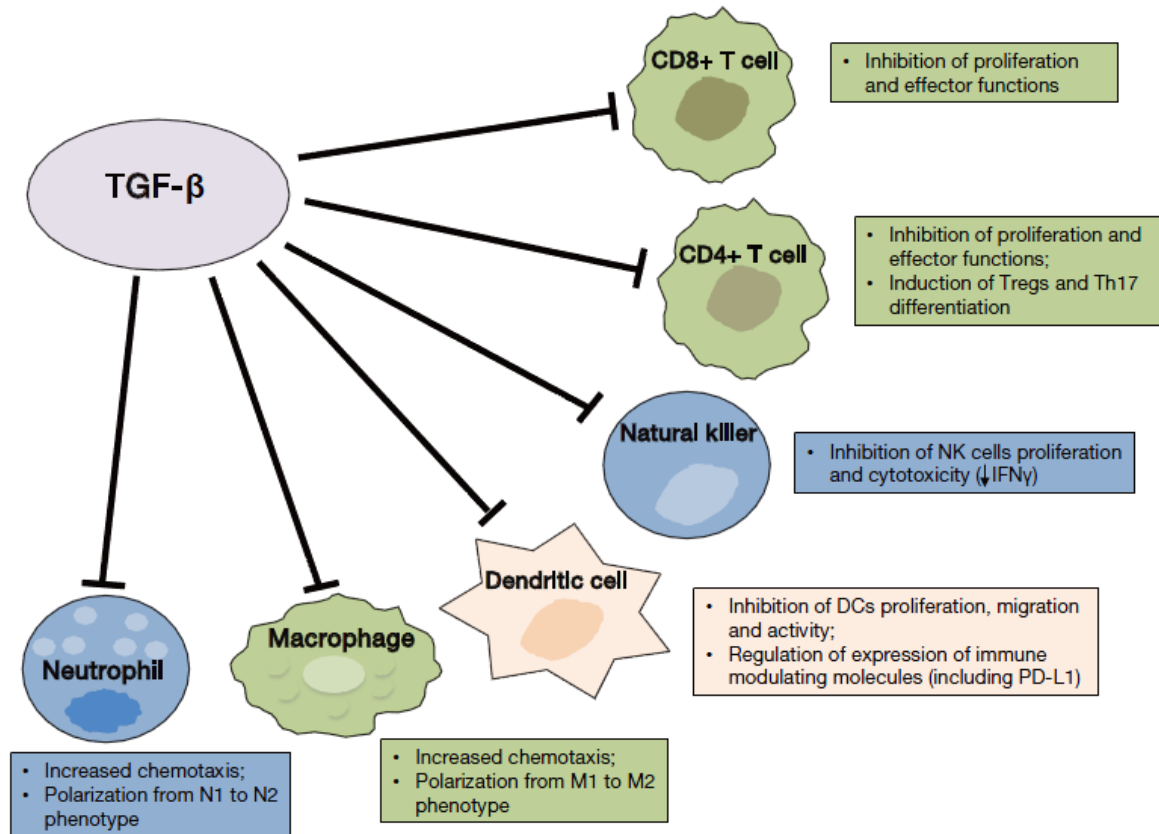 CD8+ T cell
• Inhibition of proliferation
and effector functions
TGF-β
CD4+ T cell
• Inhibition of proliferation and
effector functions;
• Induction of Tregs and Th17
differentiation
Natural killer
• Inhibition of NK cells proliferation
and cytotoxicity (↓IFNγ)
Dendritic cell
• Inhibition of DCs proliferation, migration
and activity;
• Regulation of expression of immune
modulating molecules (including PD-L1)
Macrophage
• Increased chemotaxis;
• Polarization from M1 to M2
phenotype
Neutrophil
• Increased chemotaxis;
• Polarization from N1 to N2
phenotype